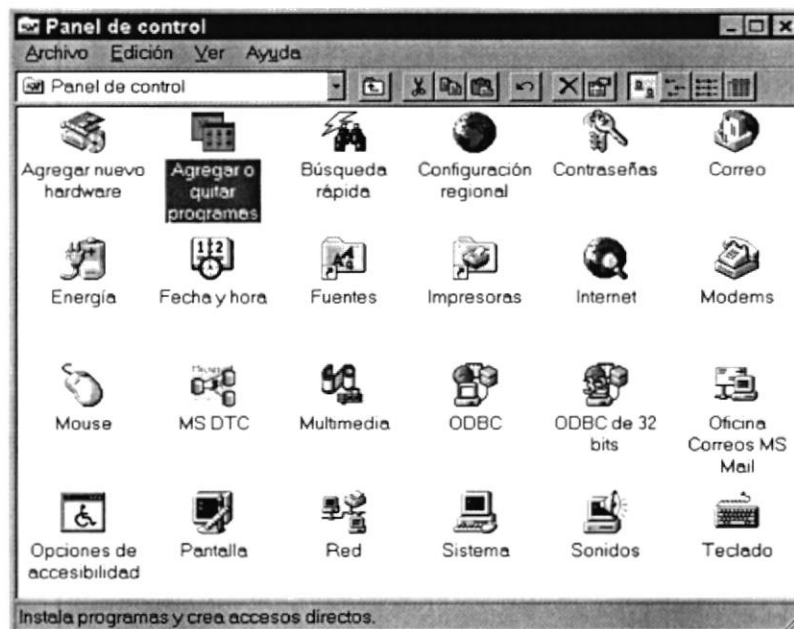 Panel de control
Archivo Edición Ver Ayuda
Panel de control
Agregar nuevo hardware
Agregar o quitar programas
Búsqueda rápida
Configuración regional
Contraseñas
Correo
Energía
Fecha y hora
Fuentes
Impresoras
Internet
Modems
Mouse
Microsoft
MS DTC
Multimedia
ODBC
ODBC de 32 bits
Oficina Correos MS Mail
Opciones de accesibilidad
Pantalla
Red
Sistema
Sonidos
Teclado
Instala programas y crea accesos directos.